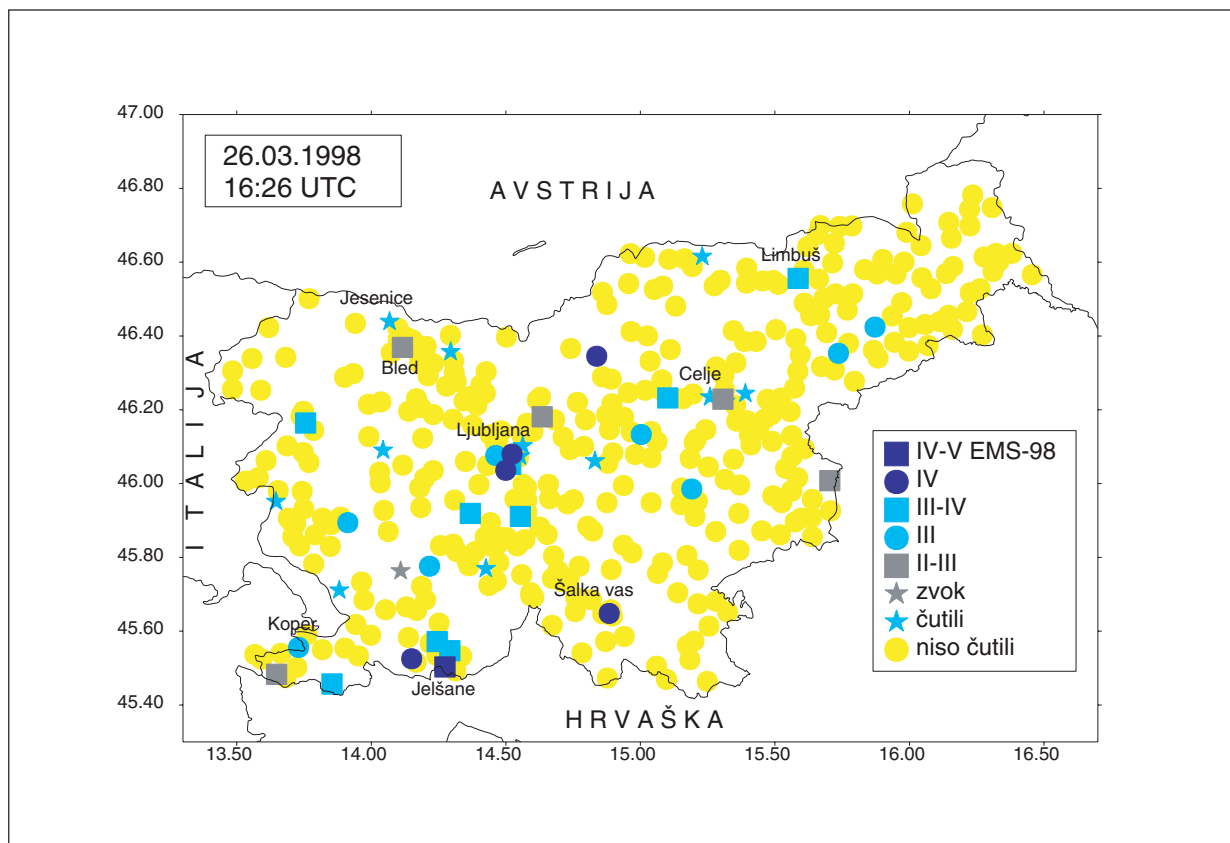 47.00
46.80
46.60
46.40
46.20
46.00
45.80
45.60
45.40
26.03.1998
16:26 UTC
AVSTRIJA
ITALIJA
HRVAŠKA
Limbuš
Jesenice
Bled
Celje
Ljubljana
Šalka vas
Koper
Jelšane
IV-V EMS-98
IV
III-IV
III
II-III
zvok
čutili
niso čutili
13.50 14.00 14.50 15.00 15.50 16.00 16.50